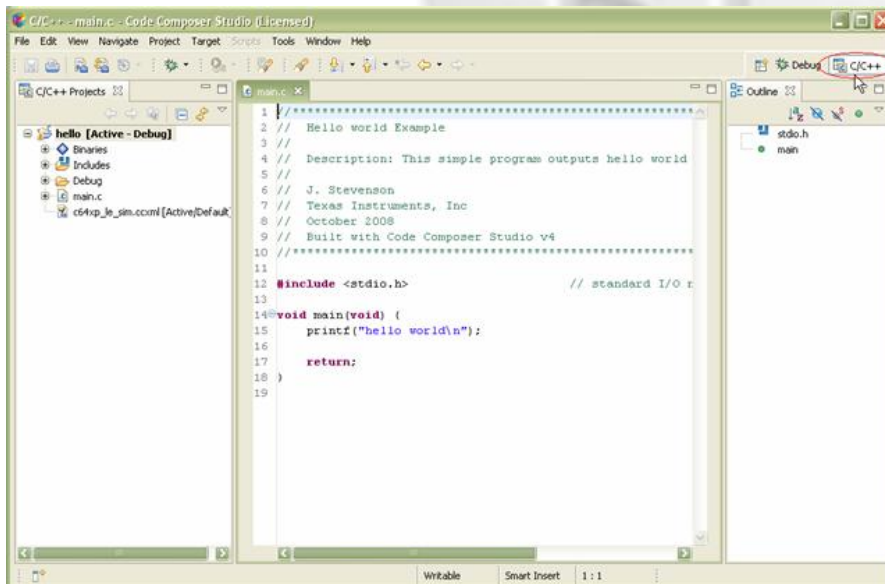 C/C++ - main.c - Code Composer Studio (Licensed)
File Edit View Navigate Project Target Scripts Tools Window Help
Debug C/C++
C/C++ Projects
hello [Active - Debug]
Binaries
Includes
Debug
main.c
c64xp_le_sim.ccxml [Active/Default]
main.c
1 //*******************************************************
2 // Hello world Example
3 //
4 // Description: This simple program outputs hello world
5 //
6 // J. Stevenson
7 // Texas Instruments, Inc
8 // October 2008
9 // Built with Code Composer Studio v4
10 //*******************************************************
11
12 #include <stdio.h> // standard I/O
13
14 void main(void) {
15 printf("hello world\n");
16
17 return;
18 }
19
Outline
stdio.h
main
Writable Smart Insert 1 : 1